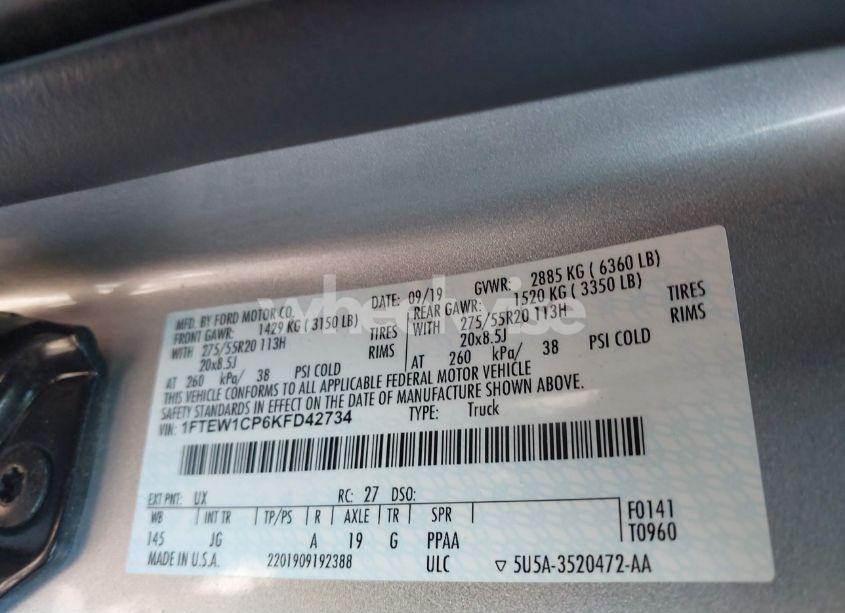 MFD. BY FORD MOTOR CO. DATE: 09/19 GVWR: 2885 KG ( 6360 LB)
FRONT GAWR: 1429 KG ( 3150 LB) REAR GAWR: 1520 KG ( 3350 LB)
WITH 275/55R20 113H TIRES WITH 275/55R20 113H TIRES
20x8.5J RIMS 20x8.5J RIMS
AT 260 kPa/ 38 PSI COLD AT 260 kPa/ 38 PSI COLD
THIS VEHICLE CONFORMS TO ALL APPLICABLE FEDERAL MOTOR VEHICLE
SAFETY STANDARDS IN EFFECT ON THE DATE OF MANUFACTURE SHOWN ABOVE.
VIN: 1FTEW1CP6KFD42734 TYPE: Truck
EXT PNT: UX RC: 27 DSO:
WB INT TR TP/PS R AXLE TR SPR F0141
145 JG A 19 G PPAA T0960
MADE IN U.S.A. 2201909192388 ULC ▽ 5U5A-3520472-AA
wheelwise